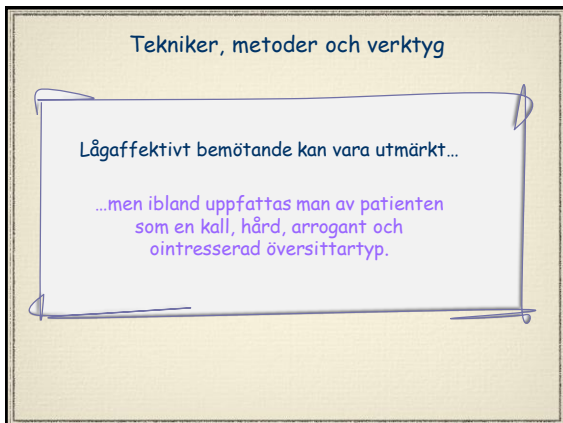 Tekniker, metoder och verktyg
Lågaffektivt bemötande kan vara utmärkt…
…men ibland uppfattas man av patienten
som en kall, hård, arrogant och
ointresserad översittartyp.